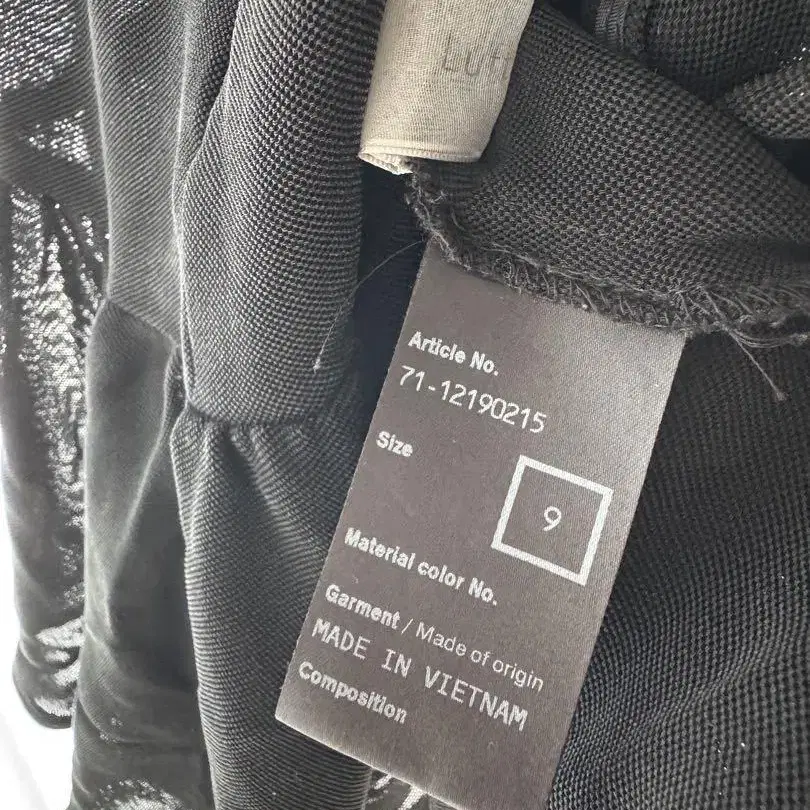 Article No.
71-12190215
Size
9
Material color No.
Garment / Made of origin
MADE IN VIETNAM
Composition